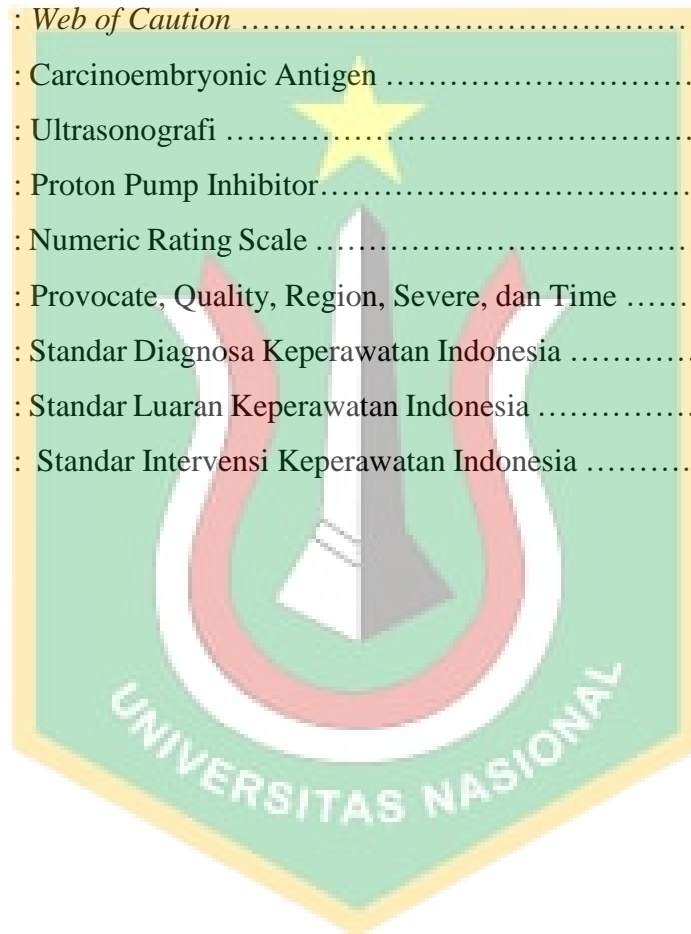 : Web of Caution ……………………………………
: Carcinoembryonic Antigen …………………………
: Ultrasonografi ………………………………………
: Proton Pump Inhibitor………………………………
: Numeric Rating Scale ………………………………
: Provocate, Quality, Region, Severe, dan Time ……
: Standar Diagnosa Keperawatan Indonesia …………
: Standar Luaran Keperawatan Indonesia ……………
: Standar Intervensi Keperawatan Indonesia …………
UNIVERSITAS NASIONAL